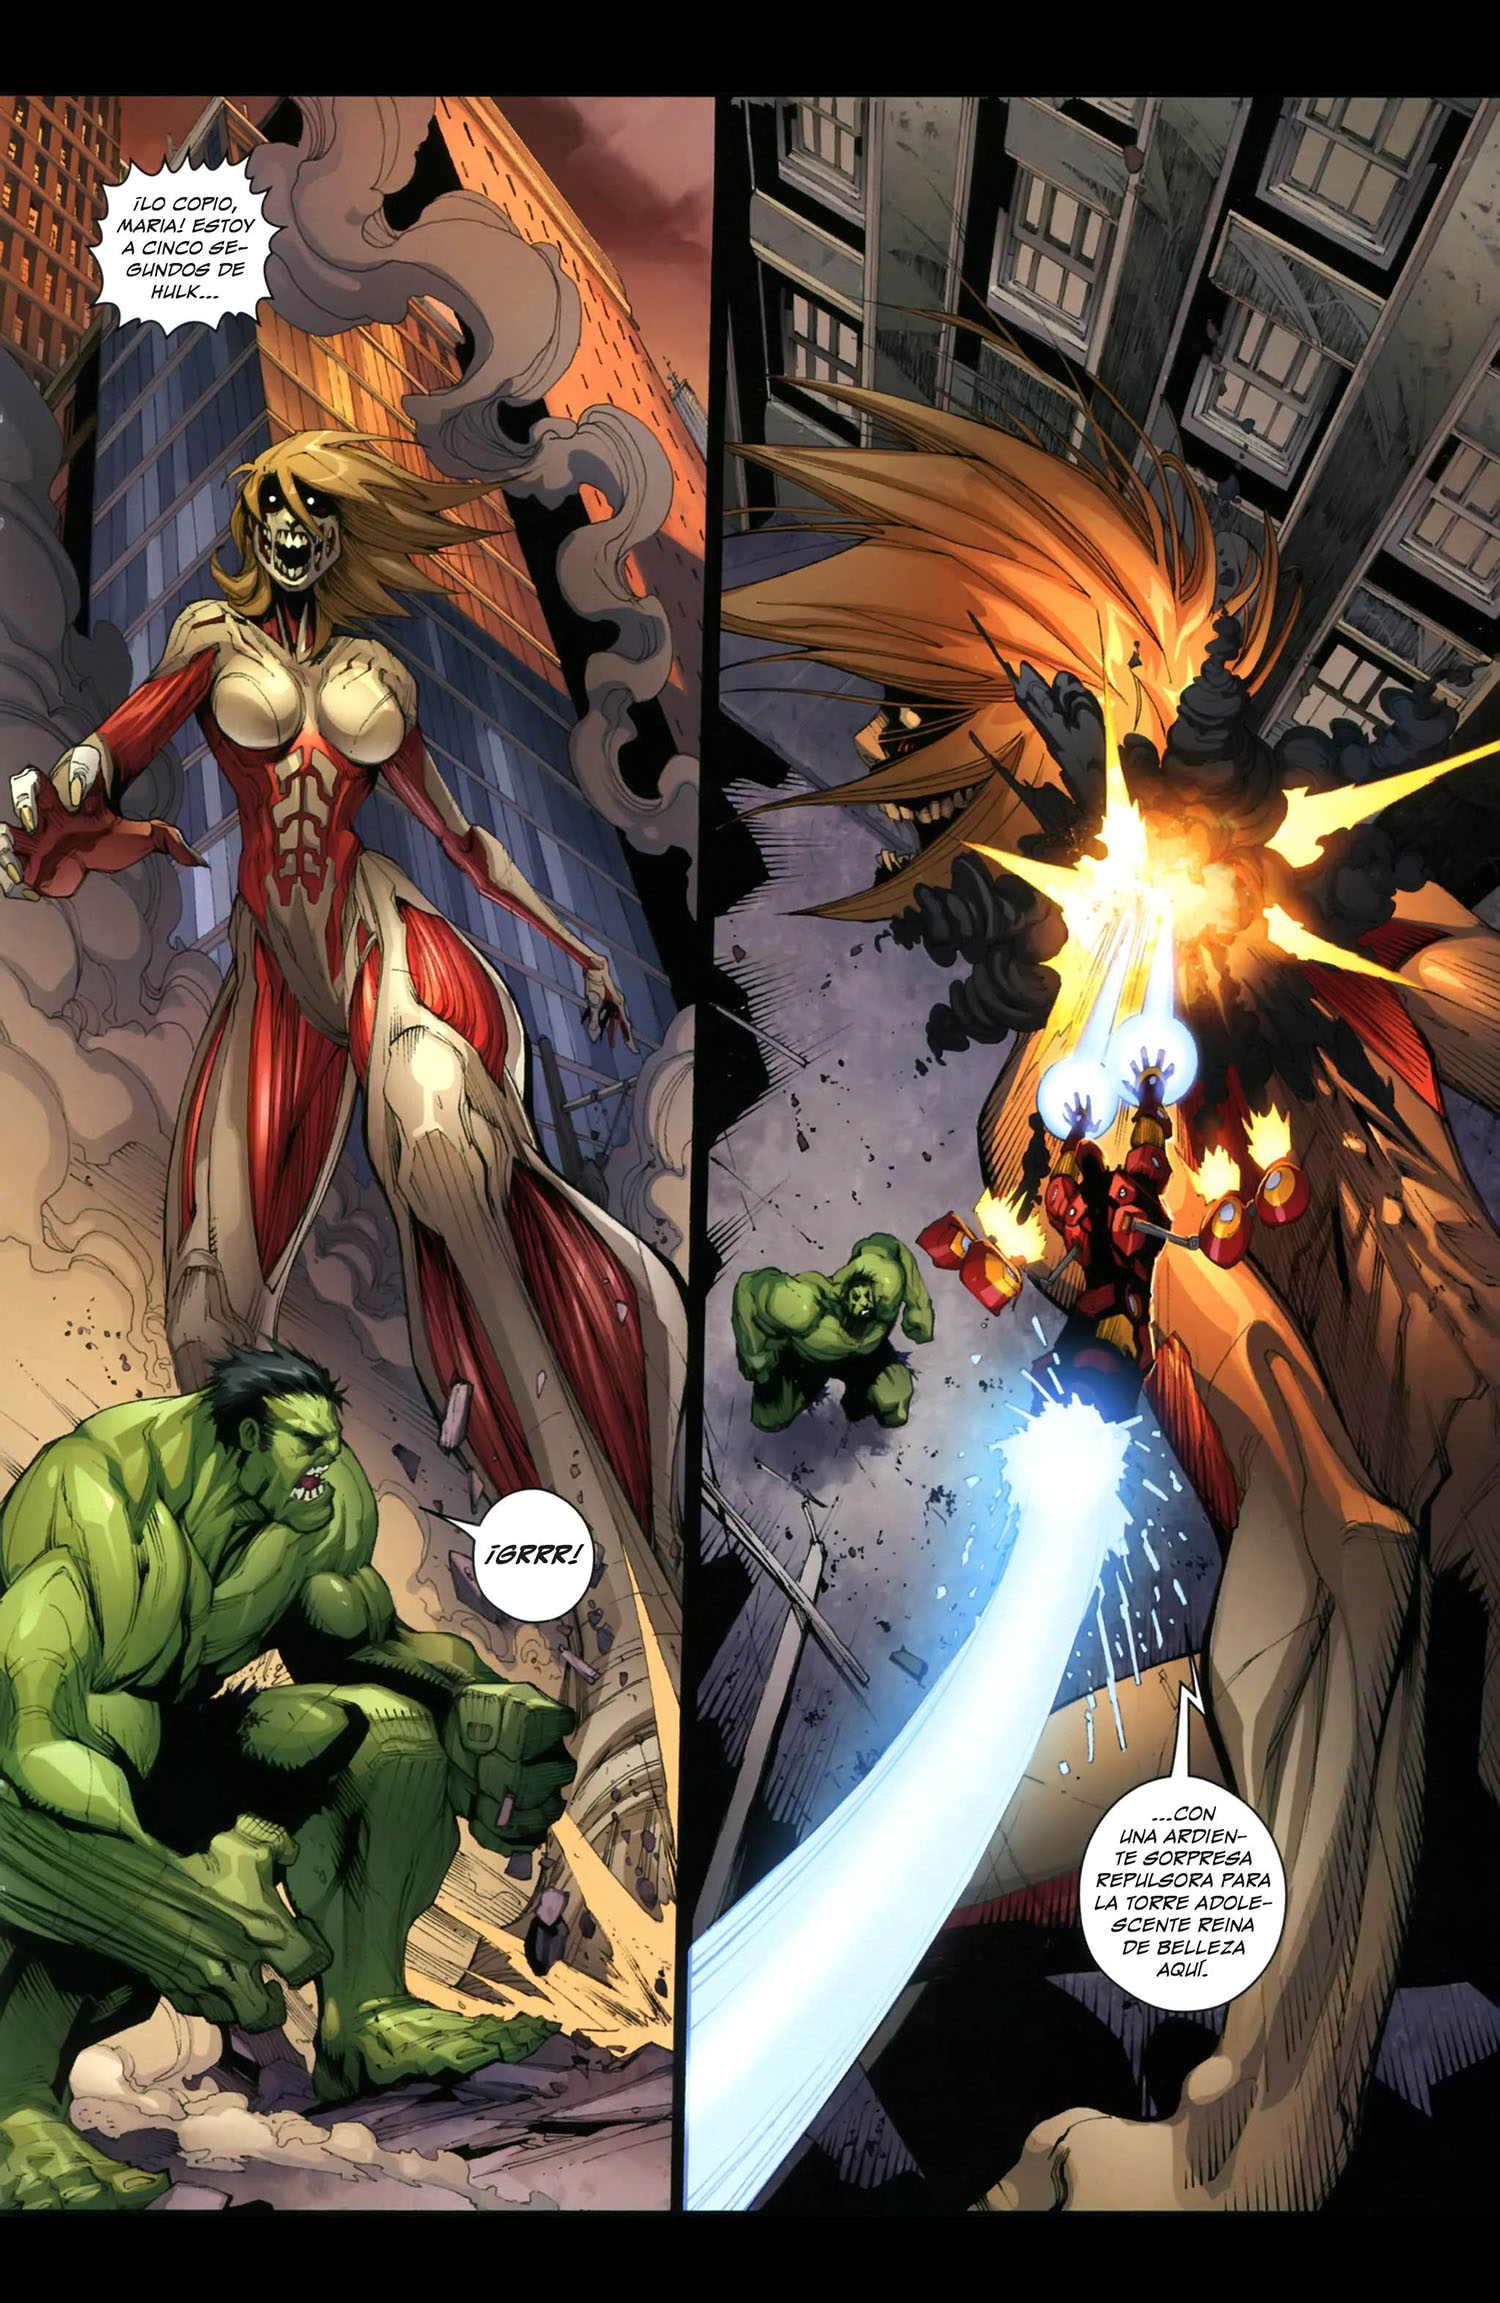 ¡LO COPIO,
MARIA! ESTOY
A CINCO SE-
GUNDOS DE
HULK...
¡GRRR!
...CON
UNA ARDIEN-
TE SORPRESA
REPULSORA PARA
LA TORRE ADOLE-
SCENTE REINA
DE BELLEZA
AQUÍ.